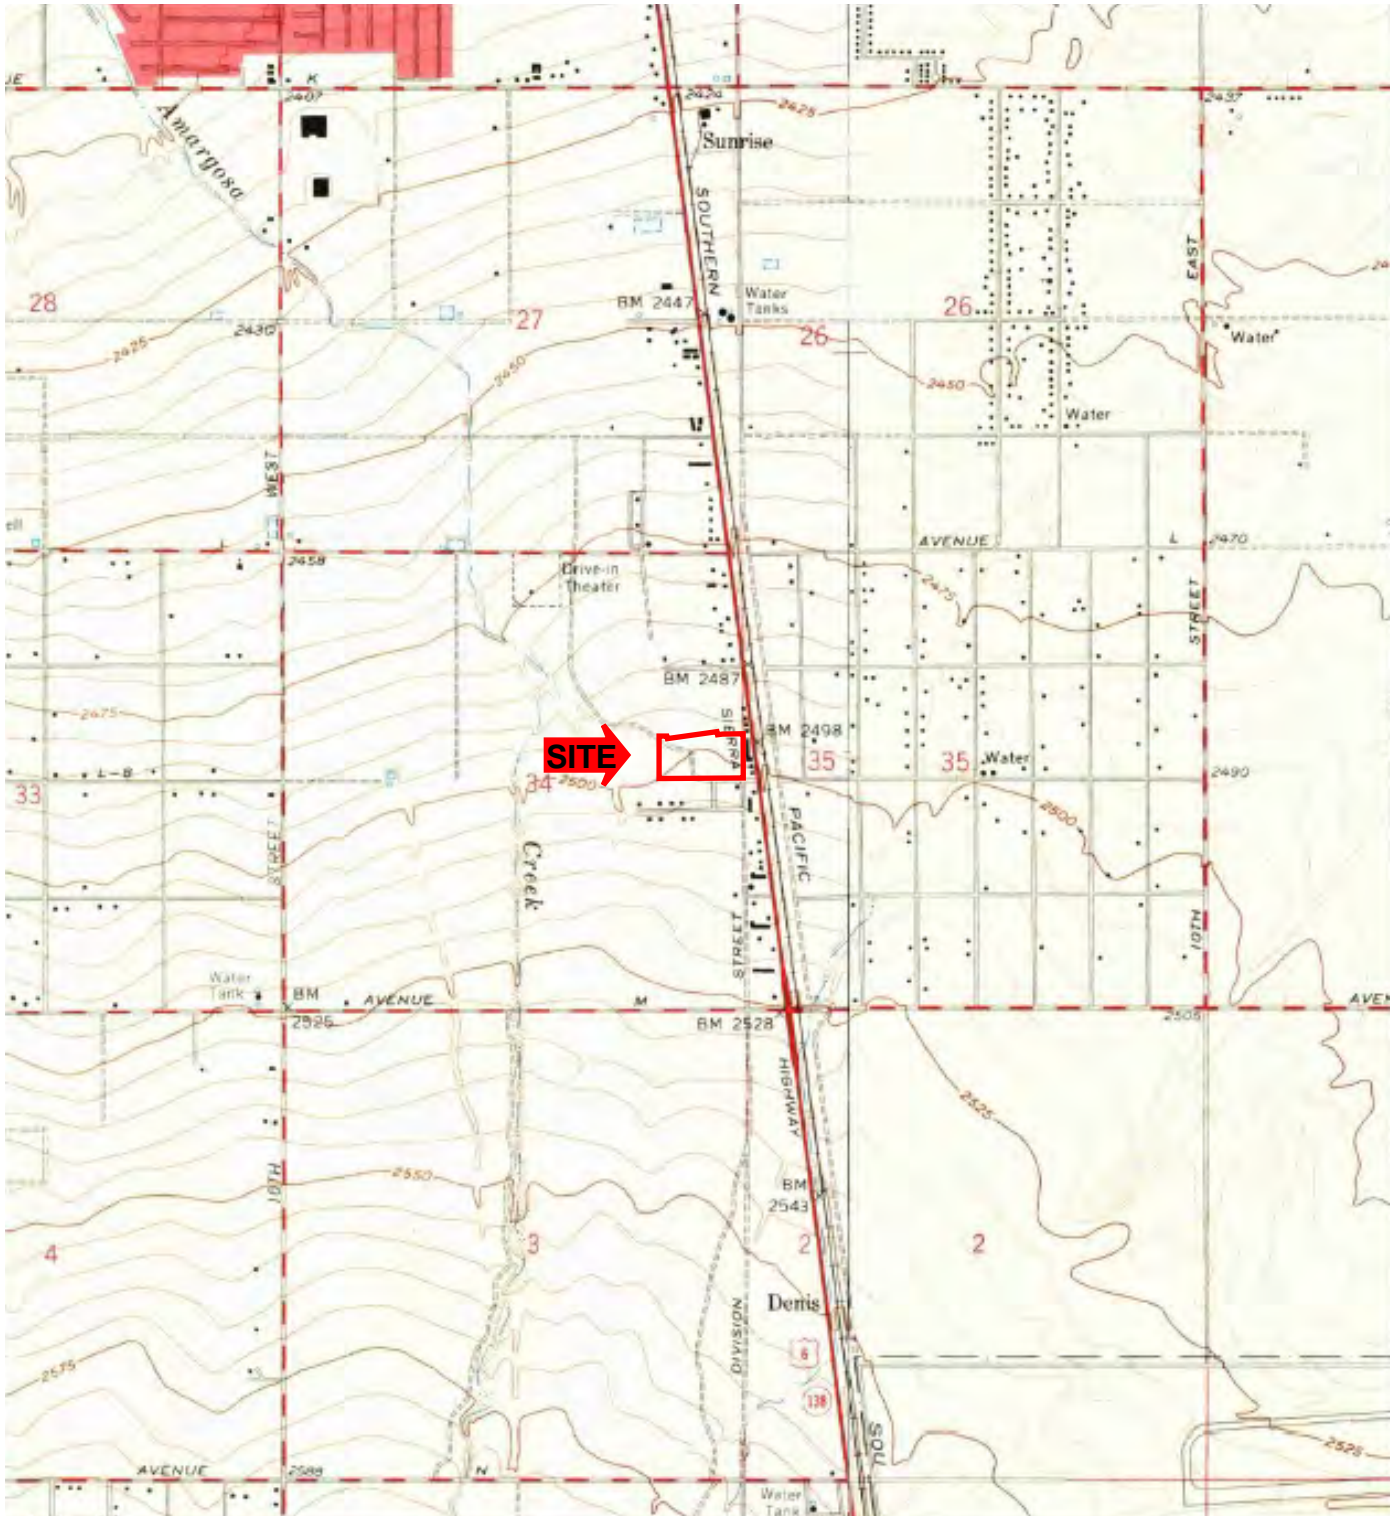 K
2407
2424
2425
2437
Amargosa
Sunrise
SOUTHERN
EAST
28
27
BM 2447
Water
Tanks
26
26
2430
2425
2450
2450
Water
Water
WEST
L
2458
AVENUE
L
2470
Drive-in
Theater
2475
STREET
BM 2487
2475
SIERRA
BM 2498
SITE
35
35
Water
L-8
33
34
2500
2490
2500
STREET
Creek
PACIFIC
STREET
10TH
Water
Tank
BM
2525
AVENUE
M
BM 2528
2505
HIGHWAY
2525
2550
10TH
BM
2543
4
3
2
2
Denis
DIVISION
6
2575
138
SOU
2525
AVENUE
2588
N
Water
Tank